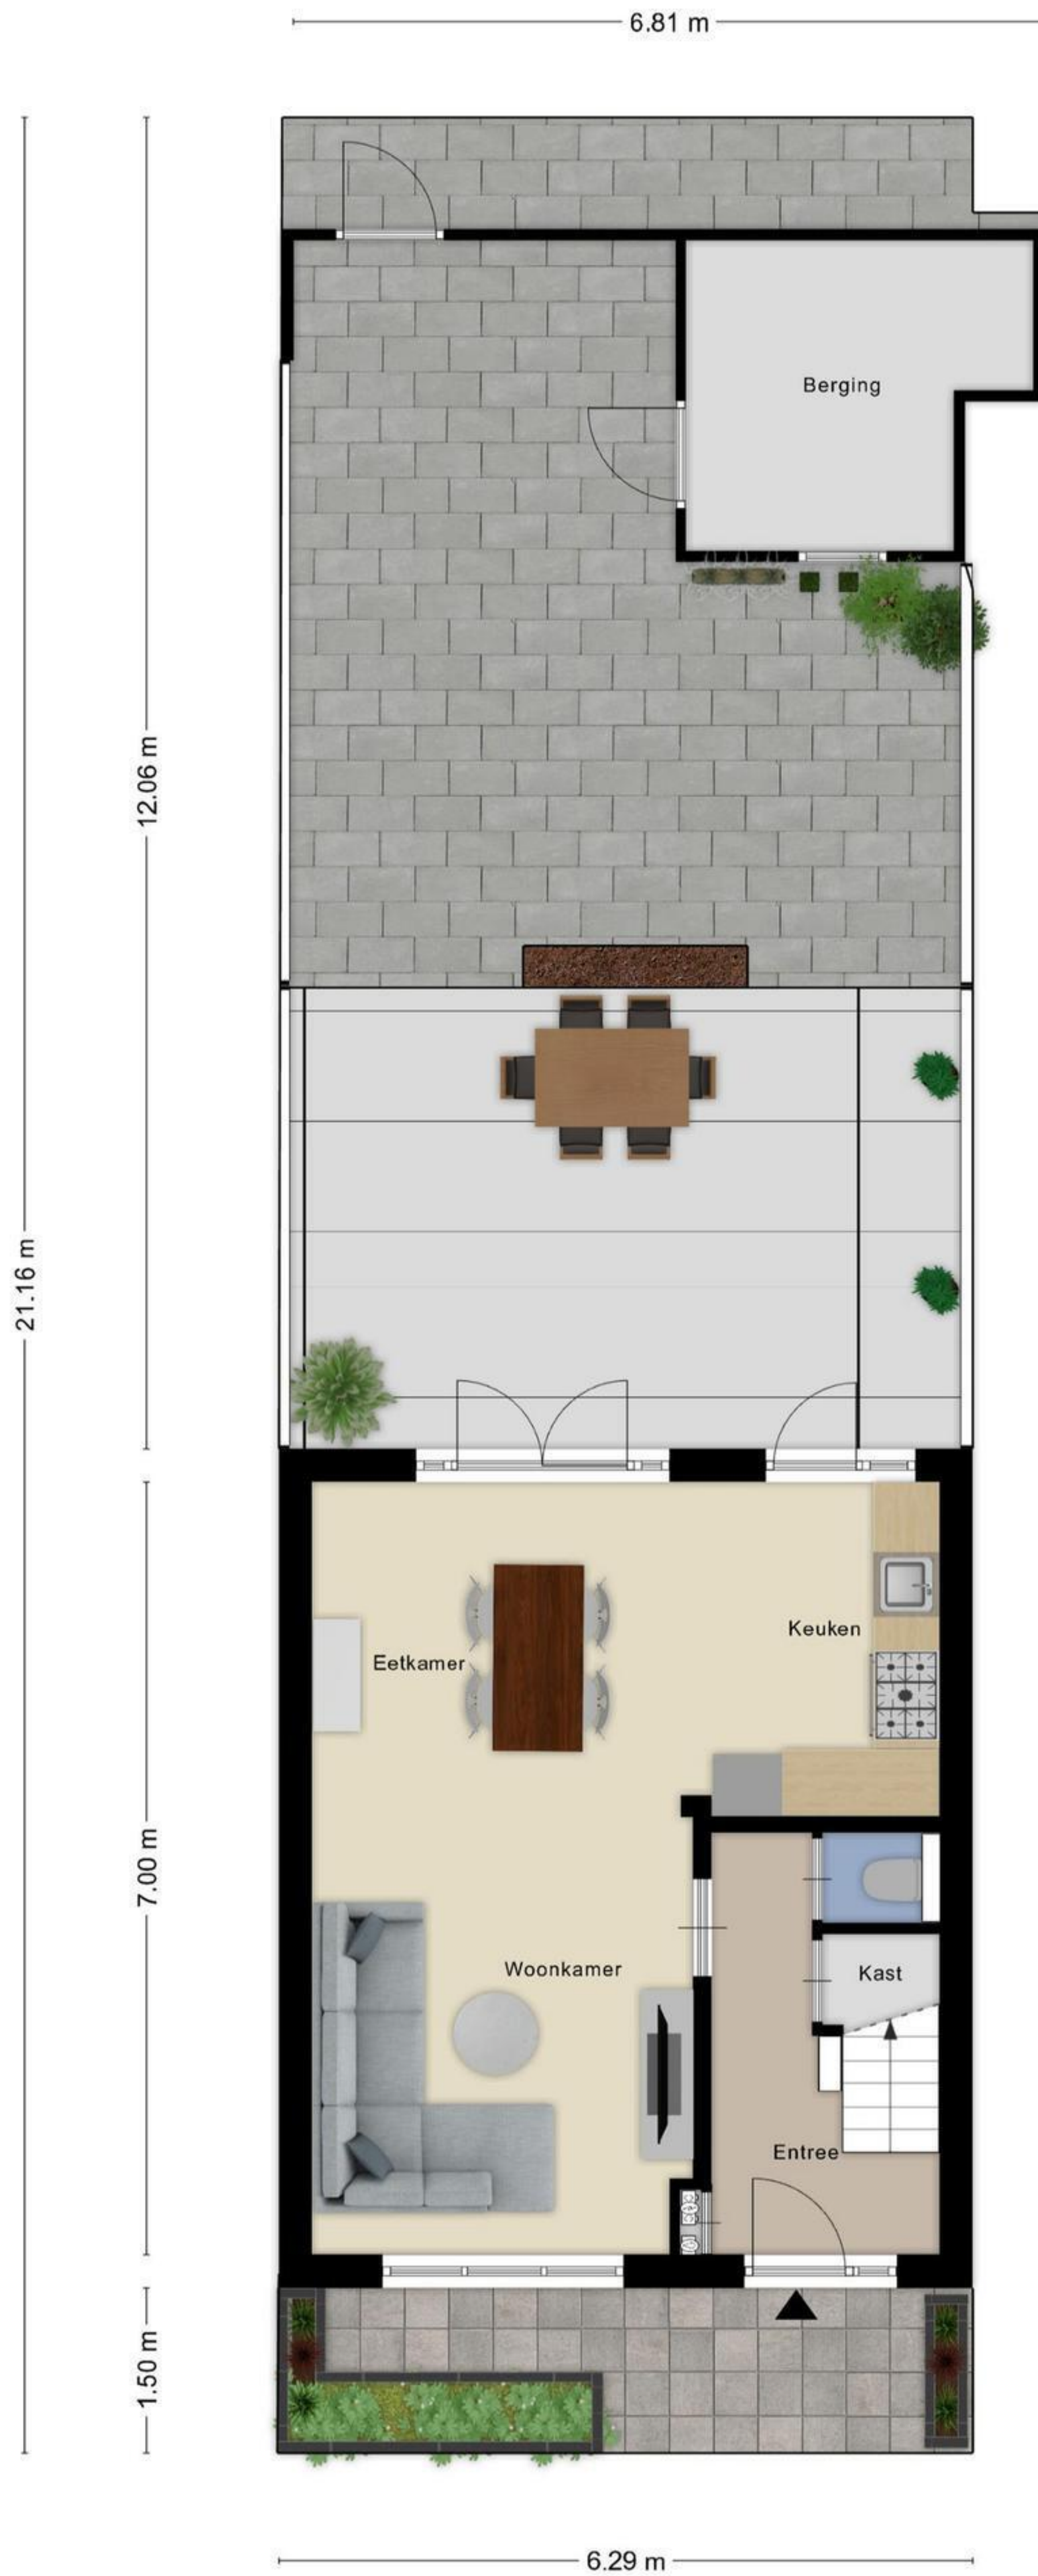 6.81 m
Berging
12.06 m
21.16 m
Keuken
Eetkamer
7.00 m
Woonkamer
Kast
Entree
1.50 m
6.29 m